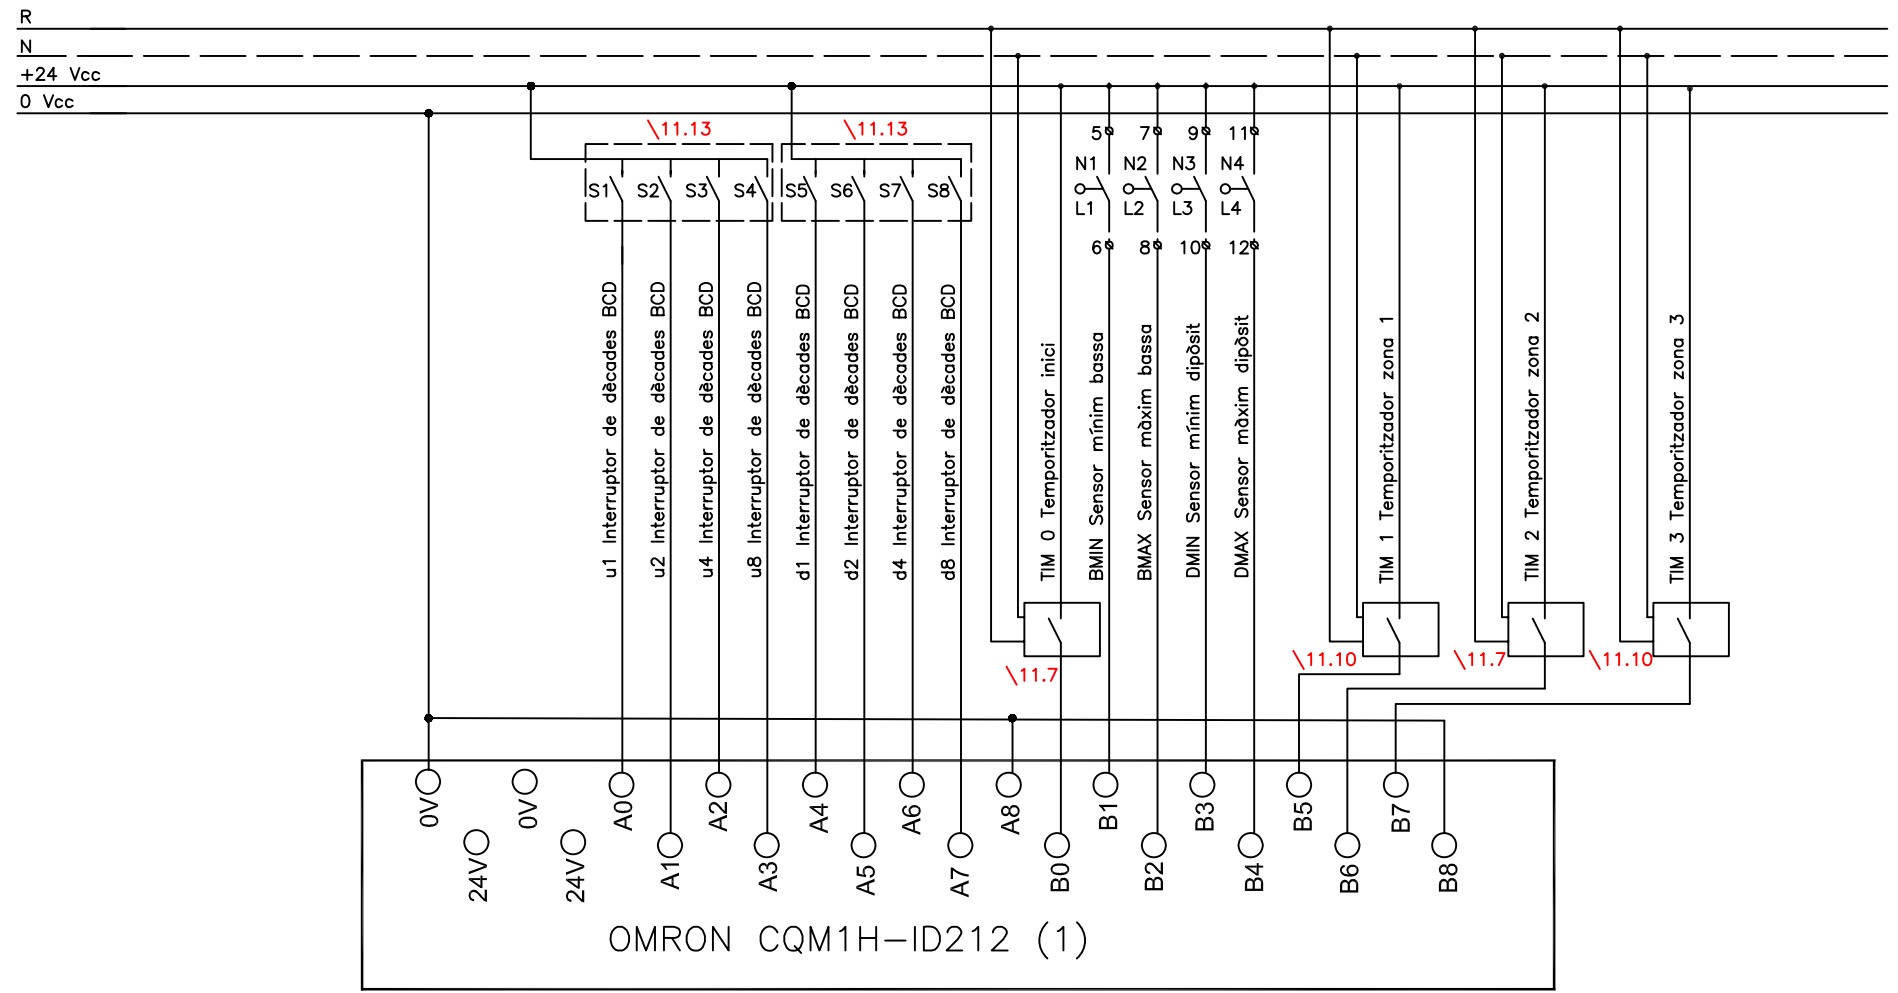 R
N
+24 Vcc
0 Vcc
\11.13
\11.13
5
7
9
11
N1
N2
N3
N4
S1
S2
S3
S4
S5
S6
S7
S8
L1
L2
L3
L4
6
8
10
12
u1 Interruptor de dècades BCD
u2 Interruptor de dècades BCD
u4 Interruptor de dècades BCD
u8 Interruptor de dècades BCD
d1 Interruptor de dècades BCD
d2 Interruptor de dècades BCD
d4 Interruptor de dècades BCD
d8 Interruptor de dècades BCD
TIM 0 Temporitzador inici
BMIN Sensor mínim bassa
BMAX Sensor màxim bassa
DMIN Sensor mínim dipòsit
DMAX Sensor màxim dipòsit
TIM 1 Temporitzador zona 1
TIM 2 Temporitzador zona 2
TIM 3 Temporitzador zona 3
\11.7
\11.10
\11.7
\11.10
0V
24V
0V
24V
A0
A1
A2
A3
A4
A5
A6
A7
A8
B0
B1
B2
B3
B4
B5
B6
B7
B8
OMRON CQM1H-ID212 (1)